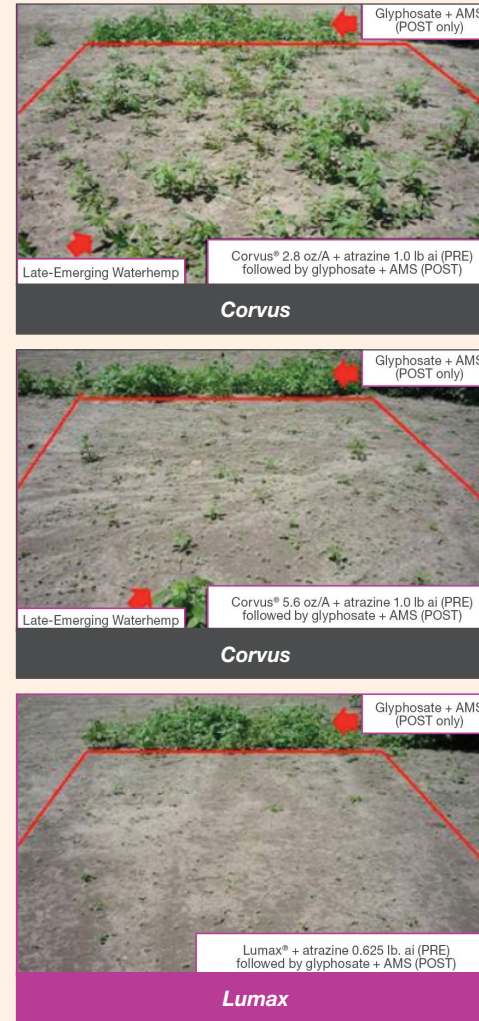 Glyphosate + AMS
(POST only)
Late-Emerging Waterhemp
Corvus® 2.8 oz/A + atrazine 1.0 lb ai (PRE)
followed by glyphosate + AMS (POST)
Corvus
Glyphosate + AMS
(POST only)
Late-Emerging Waterhemp
Corvus® 5.6 oz/A + atrazine 1.0 lb ai (PRE)
followed by glyphosate + AMS (POST)
Corvus
Glyphosate + AMS
(POST only)
Lumax® + atrazine 0.625 lb. ai (PRE)
followed by glyphosate + AMS (POST)
Lumax